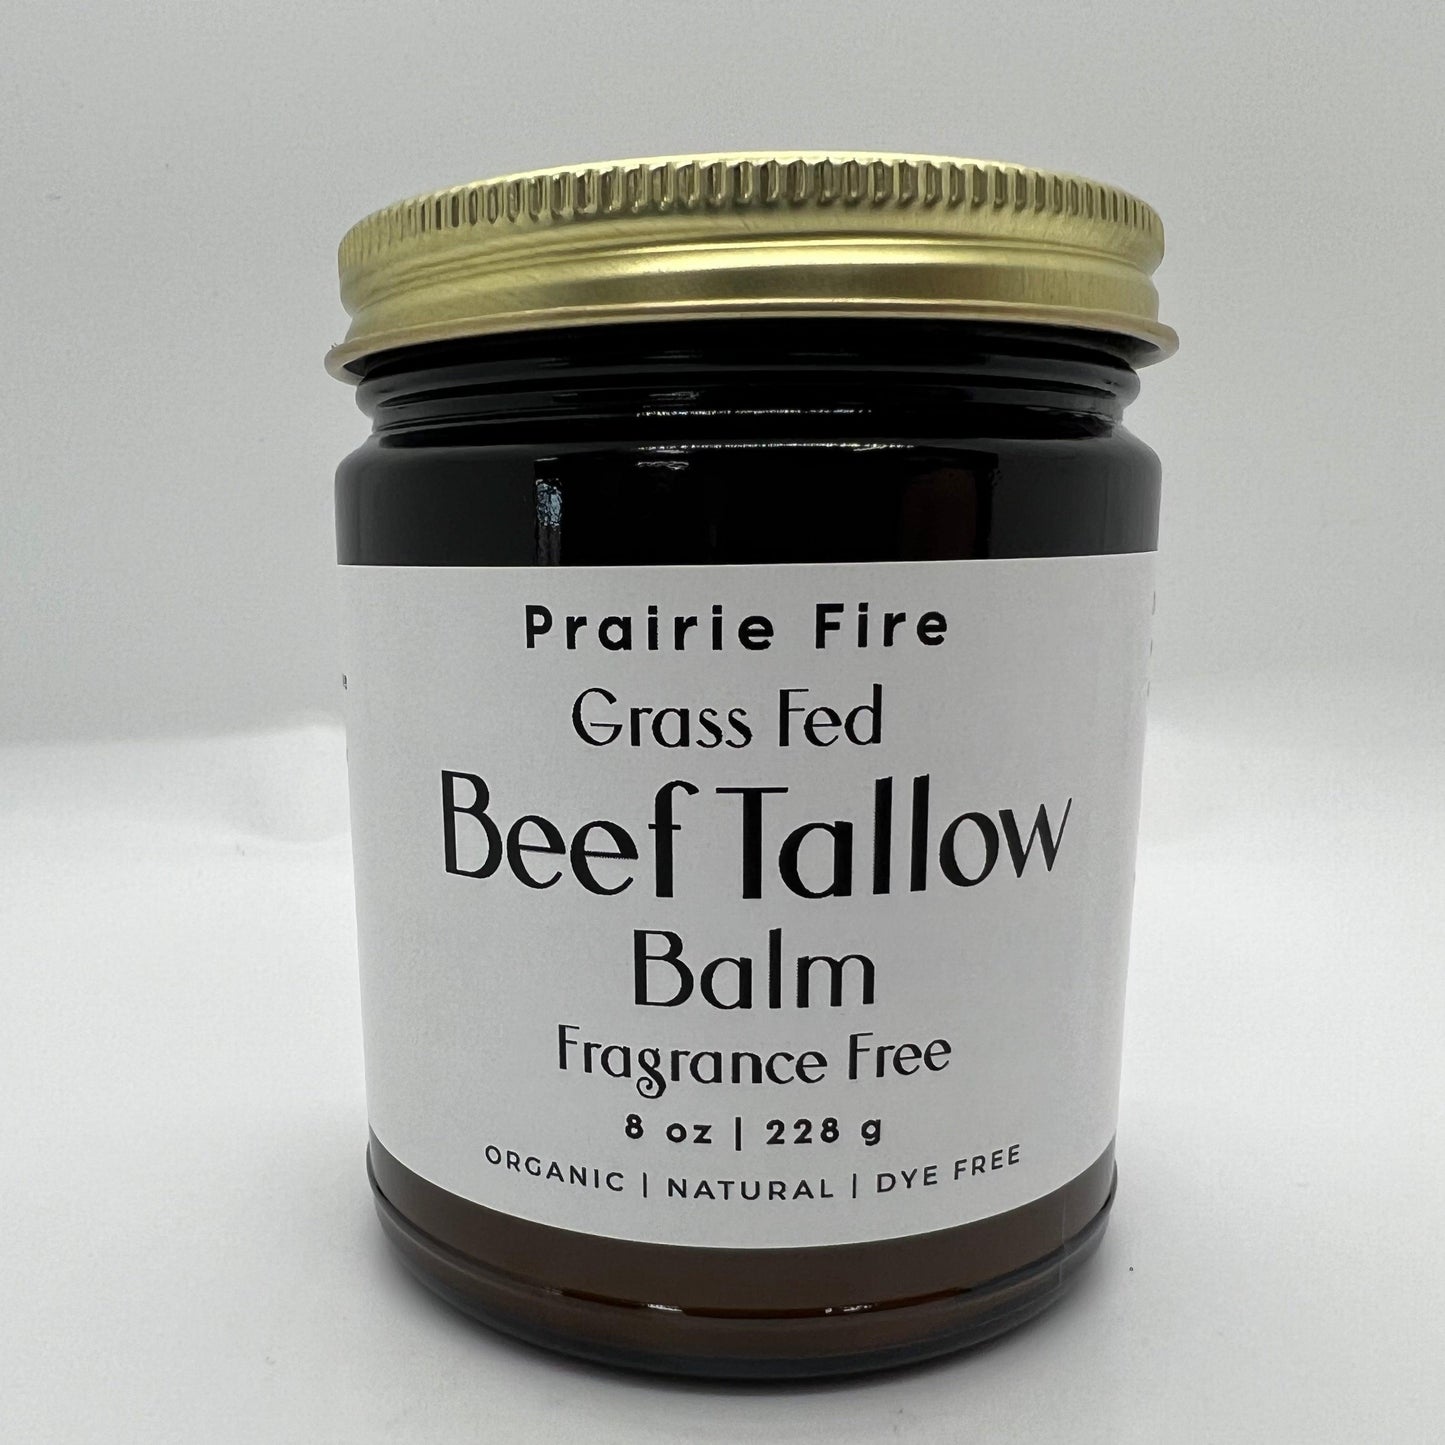 Prairie Fire
Grass Fed
Beef Tallow
Balm
Fragrance Free
8 oz | 228 g
ORGANIC | NATURAL | DYE FREE